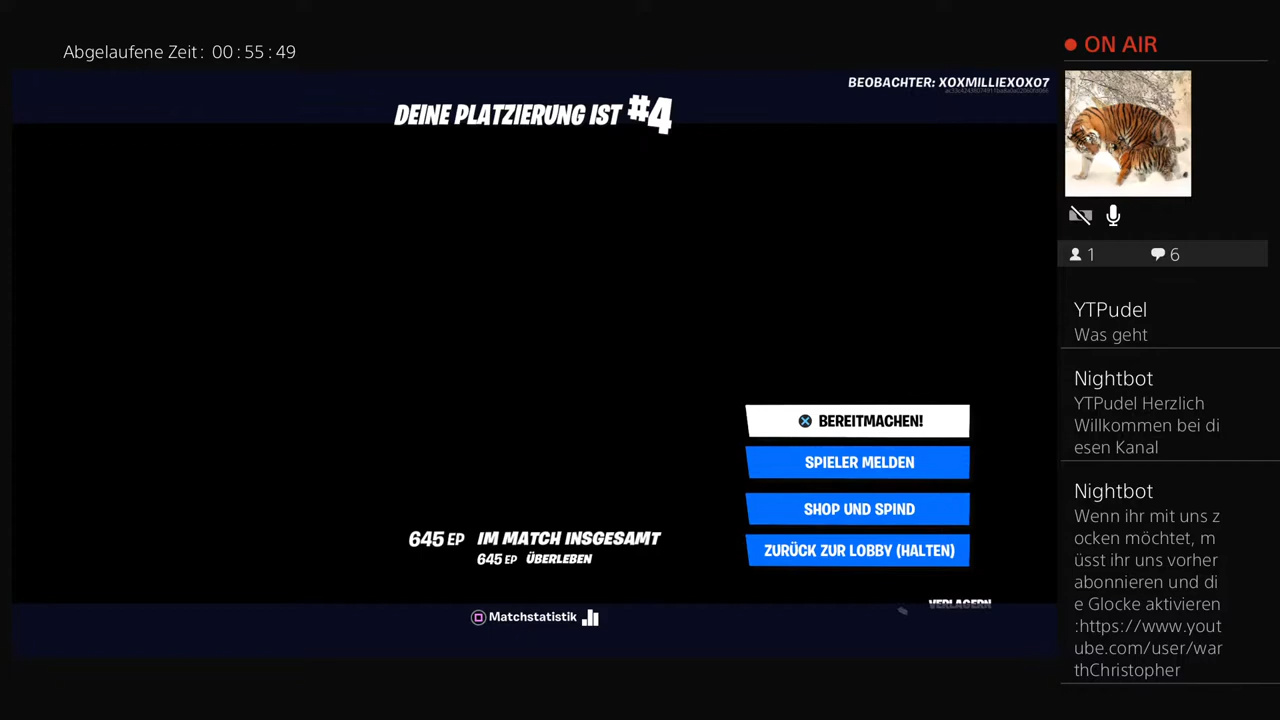 Abgelaufene Zeit: 00:55:49
ON AIR
BEOBACHTER: XOXMILLIEXOXO7
DEINE PLATZIERUNG IST #4
1 6
YTPudel
Was geht
Nightbot
YTPudel Herzlich
Willkommen bei di
esen Kanal
Nightbot
Wenn ihr mit uns z
ocken möchtet, m
üsst ihr uns vorher
abonnieren und di
e Glocke aktivieren
:https://www.yout
ube.com/user/war
thChristopher
BEREITMACHEN!
SPIELER MELDEN
SHOP UND SPIND
ZURÜCK ZUR LOBBY (HALTEN)
645 EP IM MATCH INSGESAMT
645 EP ÜBERLEBEN
VERLAGERN
Matchstatistik